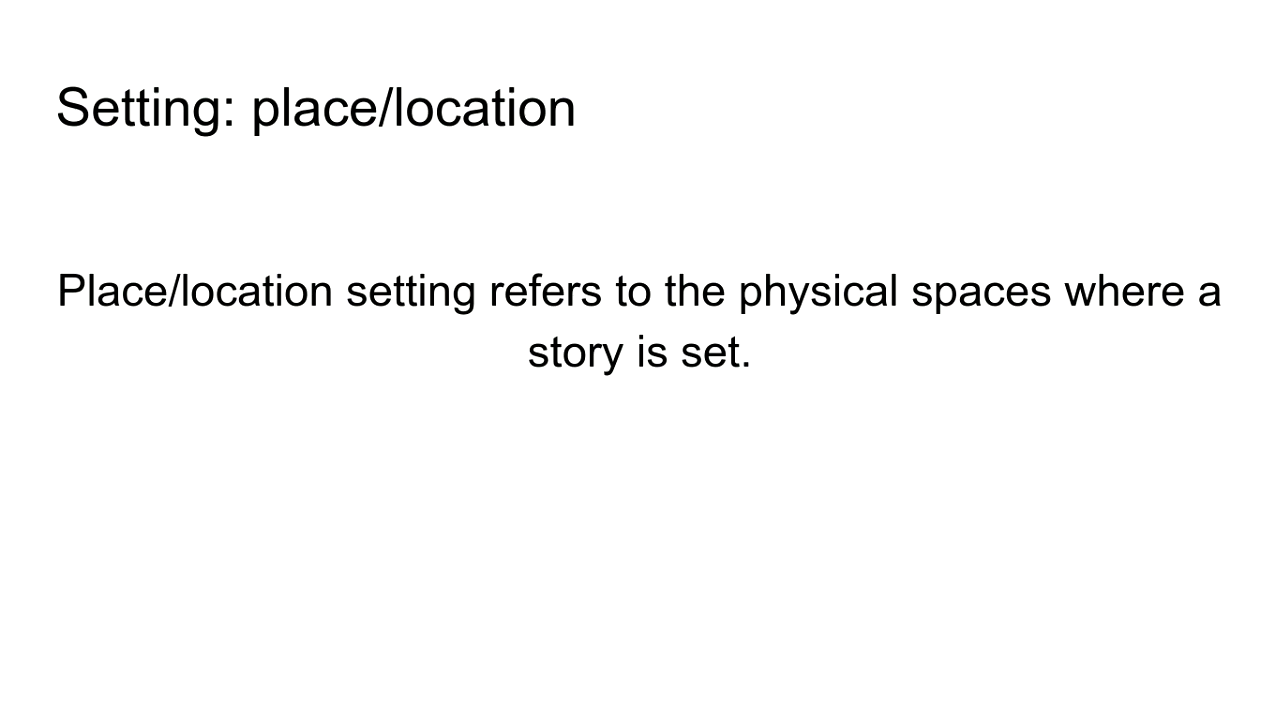 Setting: place/location
Place/location setting refers to the physical spaces where a
story is set.